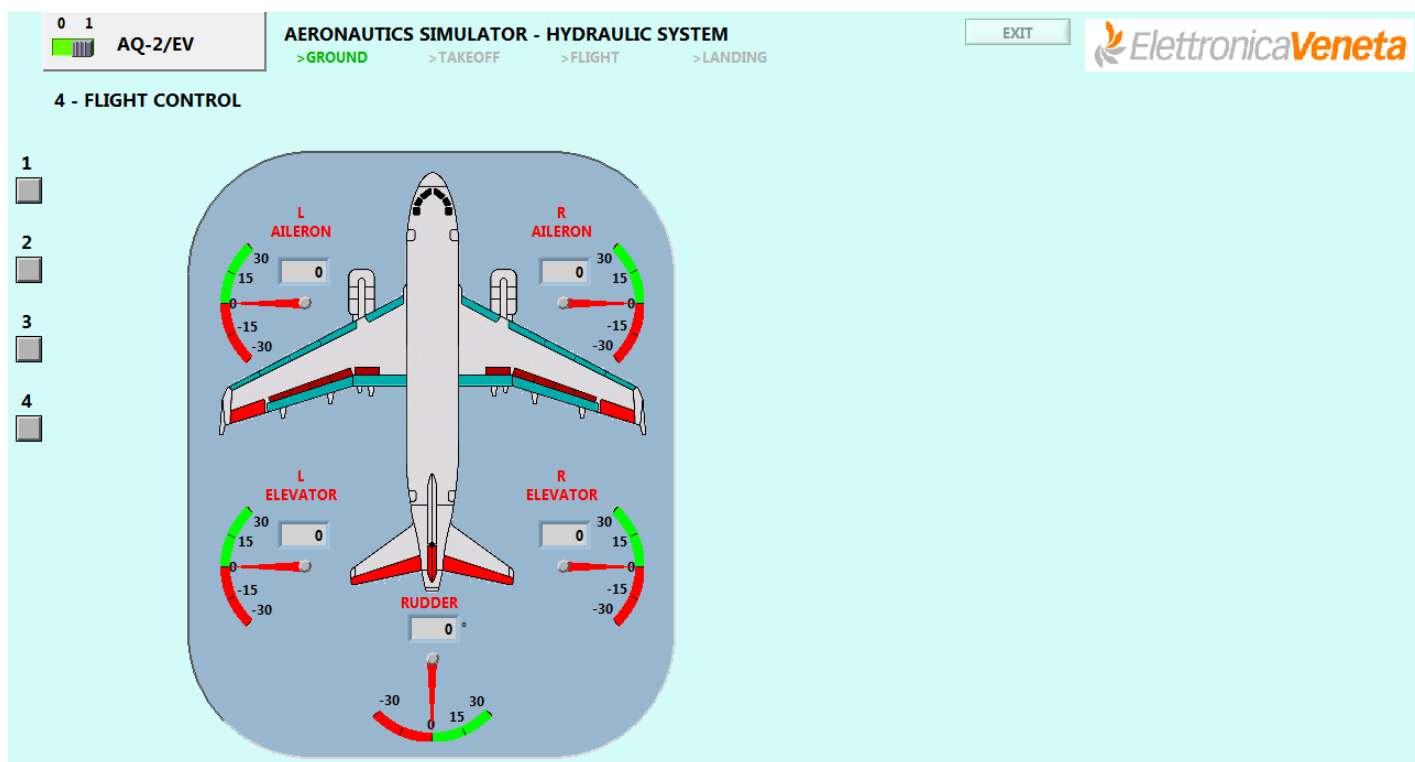 0 1
AQ-2/EV
AERONAUTICS SIMULATOR - HYDRAULIC SYSTEM
EXIT
ElettronicaVeneta
>GROUND >TAKEOFF >FLIGHT >LANDING
4 - FLIGHT CONTROL
1
2
3
4
L
AILERON
30
15
0
-15
-30
0
R
AILERON
0
30
15
0
-15
-30
L
ELEVATOR
30
15
0
-15
-30
0
R
ELEVATOR
0
30
15
0
-15
-30
RUDDER
0 °
-30 0 15 30